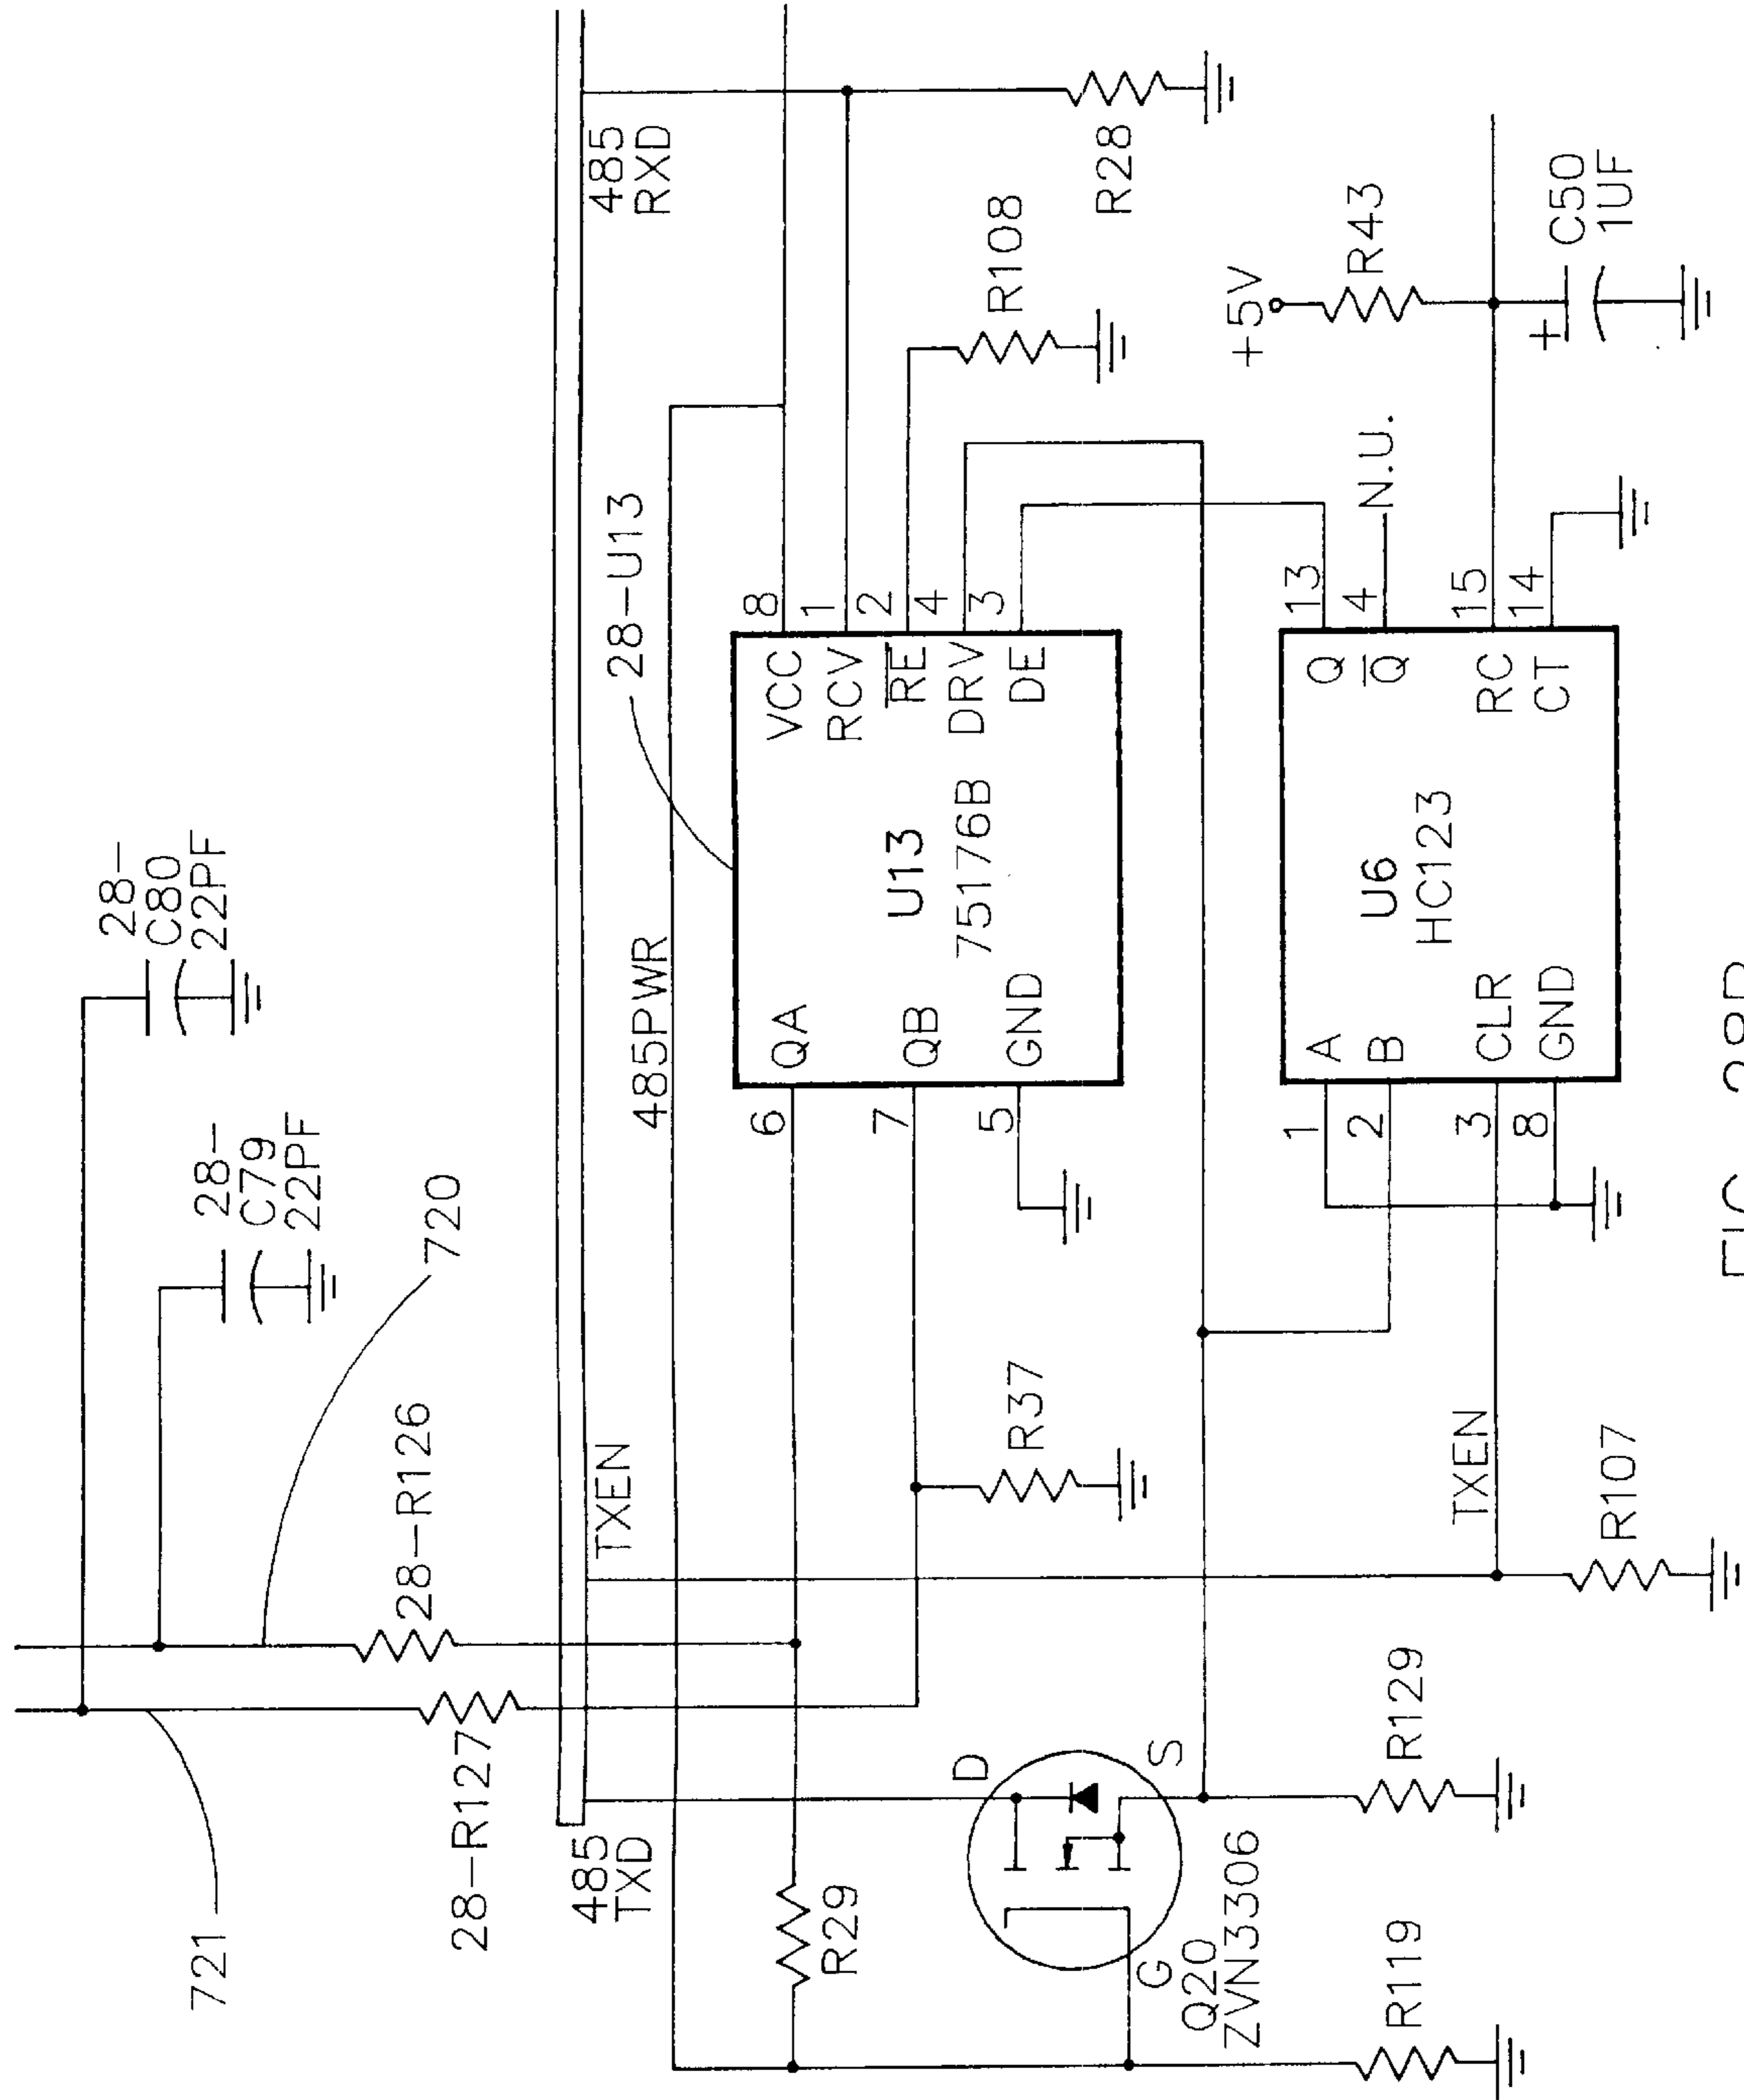 28-
C80
22PF
28-
C79
22PF
720
28-R126
28-R127
721
485
TXD
TXEN
485
RXD
485PWR
28-U13
6
7
5
QA
QB
GND
U13
75176B
VCC
RCV
RE
DRV
DE
8
1
2
4
3
R108
R28
R29
R37
D
S
G
Q20
ZVN3306
R119
R129
TXEN
R107
1
2
3
8
A
B
CLR
GND
U6
HC123
Q
Q
RC
CT
13
4
15
14
N.U.
+5V
R43
+
C50
1UF